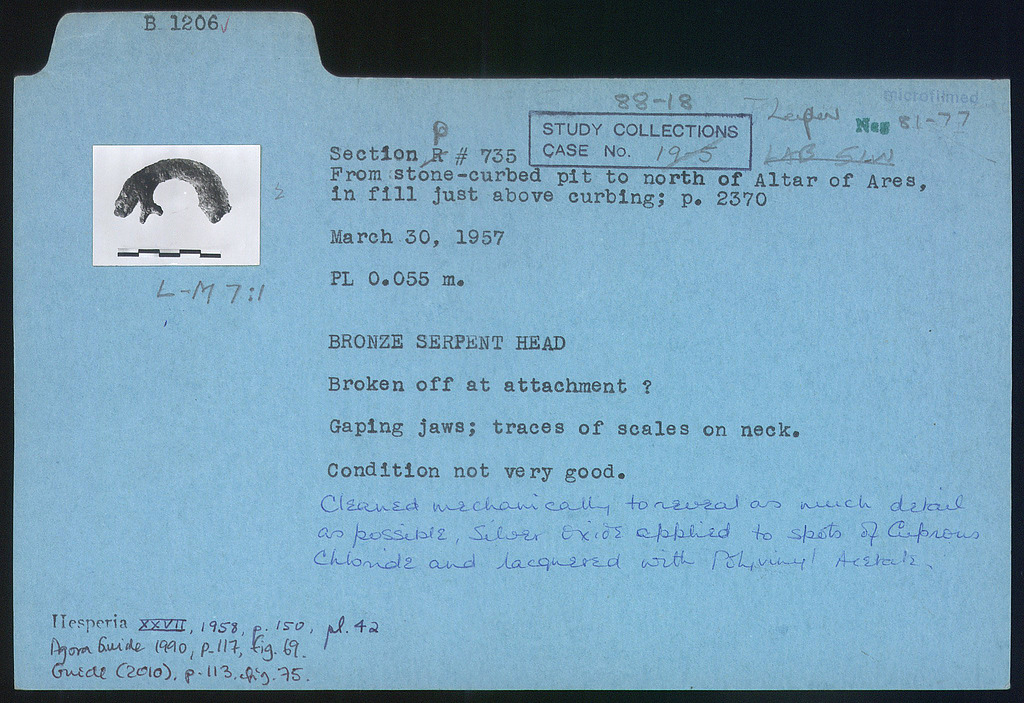 B 1206
microfilmed
88-18
Neg 81-77
STUDY COLLECTIONS
CASE No. 195
LAB
P
Section R # 735
From stone-curbed pit to north of Altar of Ares,
in fill just above curbing; p. 2370
March 30, 1957
PL 0.055 m.
L-M 7:1
BRONZE SERPENT HEAD
Broken off at attachment ?
Gaping jaws; traces of scales on neck.
Condition not very good.
Cleaned mechanically to reveal as much detail
as possible, Silver oxide applied to spots of Cuprous
Chloride and lacquered with Polyvinyl Acetate.
Hesperia XXVII, 1958, p. 150, pl. 42
Agora Guide 1990, p. 117, fig. 69.
Guide (2010), p. 113, fig. 75.